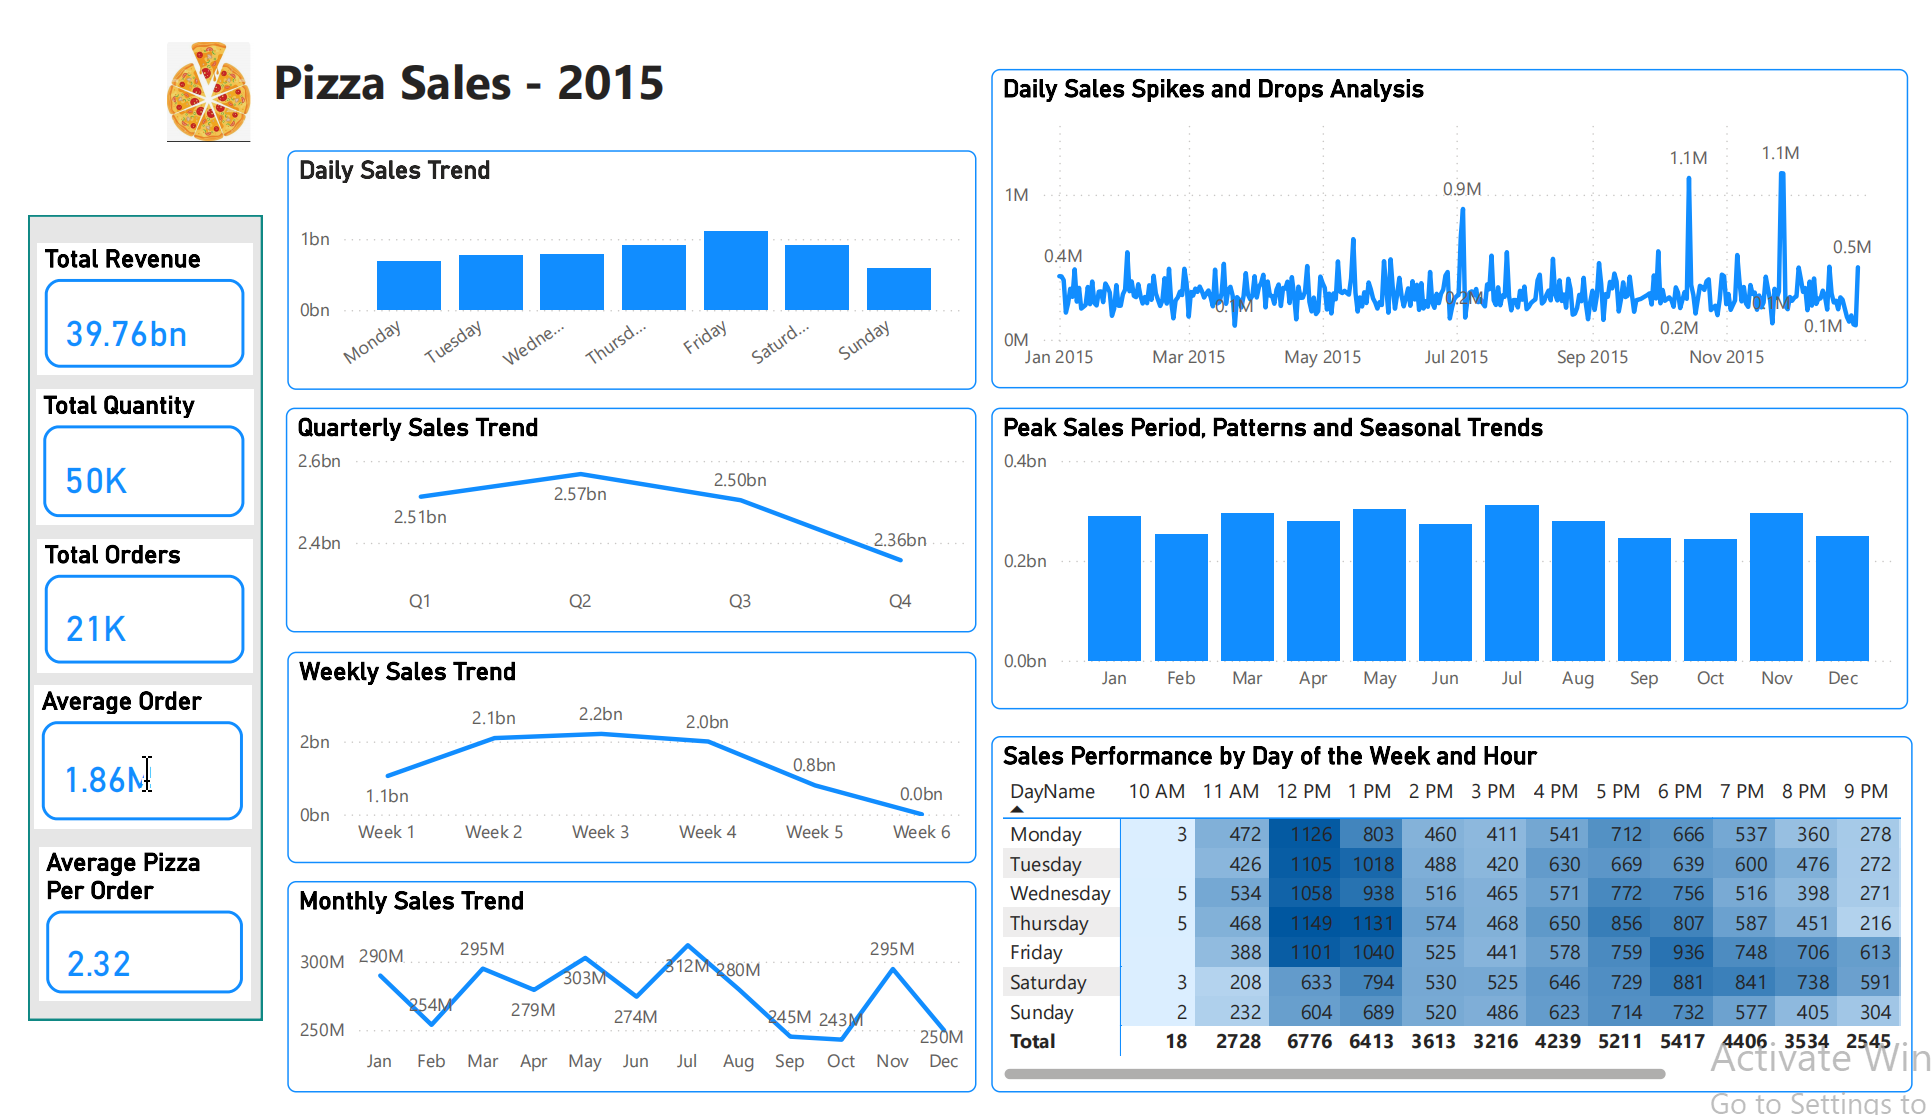 Pizza Sales - 2015
Total Revenue
39.76bn
Total Quantity
50K
Total Orders
21K
Average Order
1.86M
Average Pizza
Per Order
2.32
Daily Sales Trend
1bn
0bn
Monday Tuesday Wedne... Thursd... Friday Saturd... Sunday
Quarterly Sales Trend
2.6bn
2.4bn
2.51bn 2.57bn 2.50bn 2.36bn
Q1 Q2 Q3 Q4
Weekly Sales Trend
2bn
0bn
1.1bn 2.1bn 2.2bn 2.0bn 0.8bn 0.0bn
Week 1 Week 2 Week 3 Week 4 Week 5 Week 6
Monthly Sales Trend
300M
250M
290M 254M 295M 279M 303M 274M 312M 280M 245M 243M 295M 250M
Jan Feb Mar Apr May Jun Jul Aug Sep Oct Nov Dec
Daily Sales Spikes and Drops Analysis
1M
0M
0.4M 0.1M 0.9M 0.2M 1.1M 0.2M 1.1M 0.1M 0.1M 0.5M
Jan 2015 Mar 2015 May 2015 Jul 2015 Sep 2015 Nov 2015
Peak Sales Period, Patterns and Seasonal Trends
0.4bn
0.2bn
0.0bn
Jan Feb Mar Apr May Jun Jul Aug Sep Oct Nov Dec
Sales Performance by Day of the Week and Hour
DayName 10 AM 11 AM 12 PM 1 PM 2 PM 3 PM 4 PM 5 PM 6 PM 7 PM 8 PM 9 PM
Monday 3 472 1126 803 460 411 541 712 666 537 360 278
Tuesday 426 1105 1018 488 420 630 669 639 600 476 272
Wednesday 5 534 1058 938 516 465 571 772 756 516 398 271
Thursday 5 468 1149 1131 574 468 650 856 807 587 451 216
Friday 388 1101 1040 525 441 578 759 936 748 706 613
Saturday 3 208 633 794 530 525 646 729 881 841 738 591
Sunday 2 232 604 689 520 486 623 714 732 577 405 304
Total 18 2728 6776 6413 3613 3216 4239 5211 5417 4406 3534 2545
Activate Win
Go to Settings to